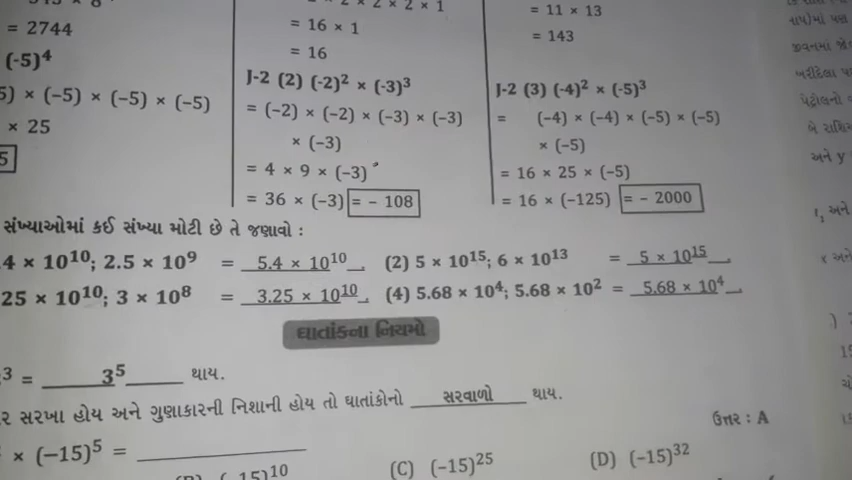 = 2744
(-5)⁴
× (−5) × (−5) × (−5)
× 25
= 16 × 1
= 16
J-2 (2) (-2)² × (-3)³
= (−2) × (−2) × (−3) × (−3)
× (−3)
= 4 × 9 × (−3)
= 36 × (−3) = − 108
= 11 × 13
= 143
J-2 (3) (-4)² × (-5)³
= (−4) × (−4) × (−5) × (−5)
× (−5)
= 16 × 25 × (−5)
= 16 × (−125) = − 2000
સંખ્યાઓમાં કઈ સંખ્યા મોટી છે તે જણાવો :
4 × 10¹⁰; 2.5 × 10⁹ = 5.4 × 10¹⁰ . (2) 5 × 10¹⁵; 6 × 10¹³ = 5 × 10¹⁵ .
25 × 10¹⁰; 3 × 10⁸ = 3.25 × 10¹⁰ . (4) 5.68 × 10⁴; 5.68 × 10² = 5.68 × 10⁴ .
ઘાતાંકના નિયમો
³ = 3⁵ થાય.
સરખા હોય અને ગુણાકારની નિશાની હોય તો ઘાતાંકોનો સરવાળો થાય.
ઉત્તર : A
× (−15)⁵ =
(C) (−15)²⁵ (D) (−15)³²